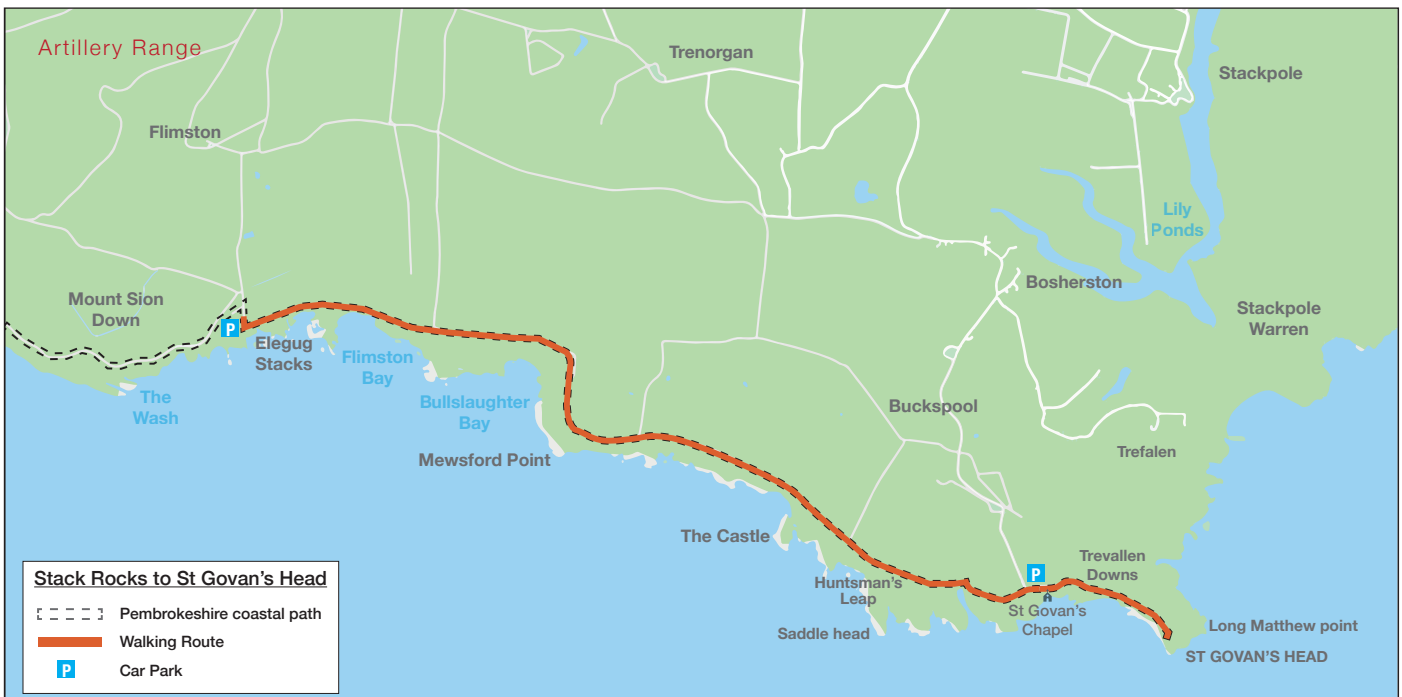 Artillery Range
Trenorgan
Stackpole
Flimston
Lily
Ponds
Bosherston
Mount Sion
Down
Stackpole
Warren
P
Elegug
Stacks
Flimston
Bay
The
Wash
Bullslaughter
Bay
Buckspool
Mewsford Point
Trefalen
The Castle
Trevallen
Downs
P
Huntsman's
Leap
St Govan's
Chapel
Saddle head
Long Matthew point
ST GOVAN'S HEAD
Stack Rocks to St Govan's Head
Pembrokeshire coastal path
Walking Route
P
Car Park